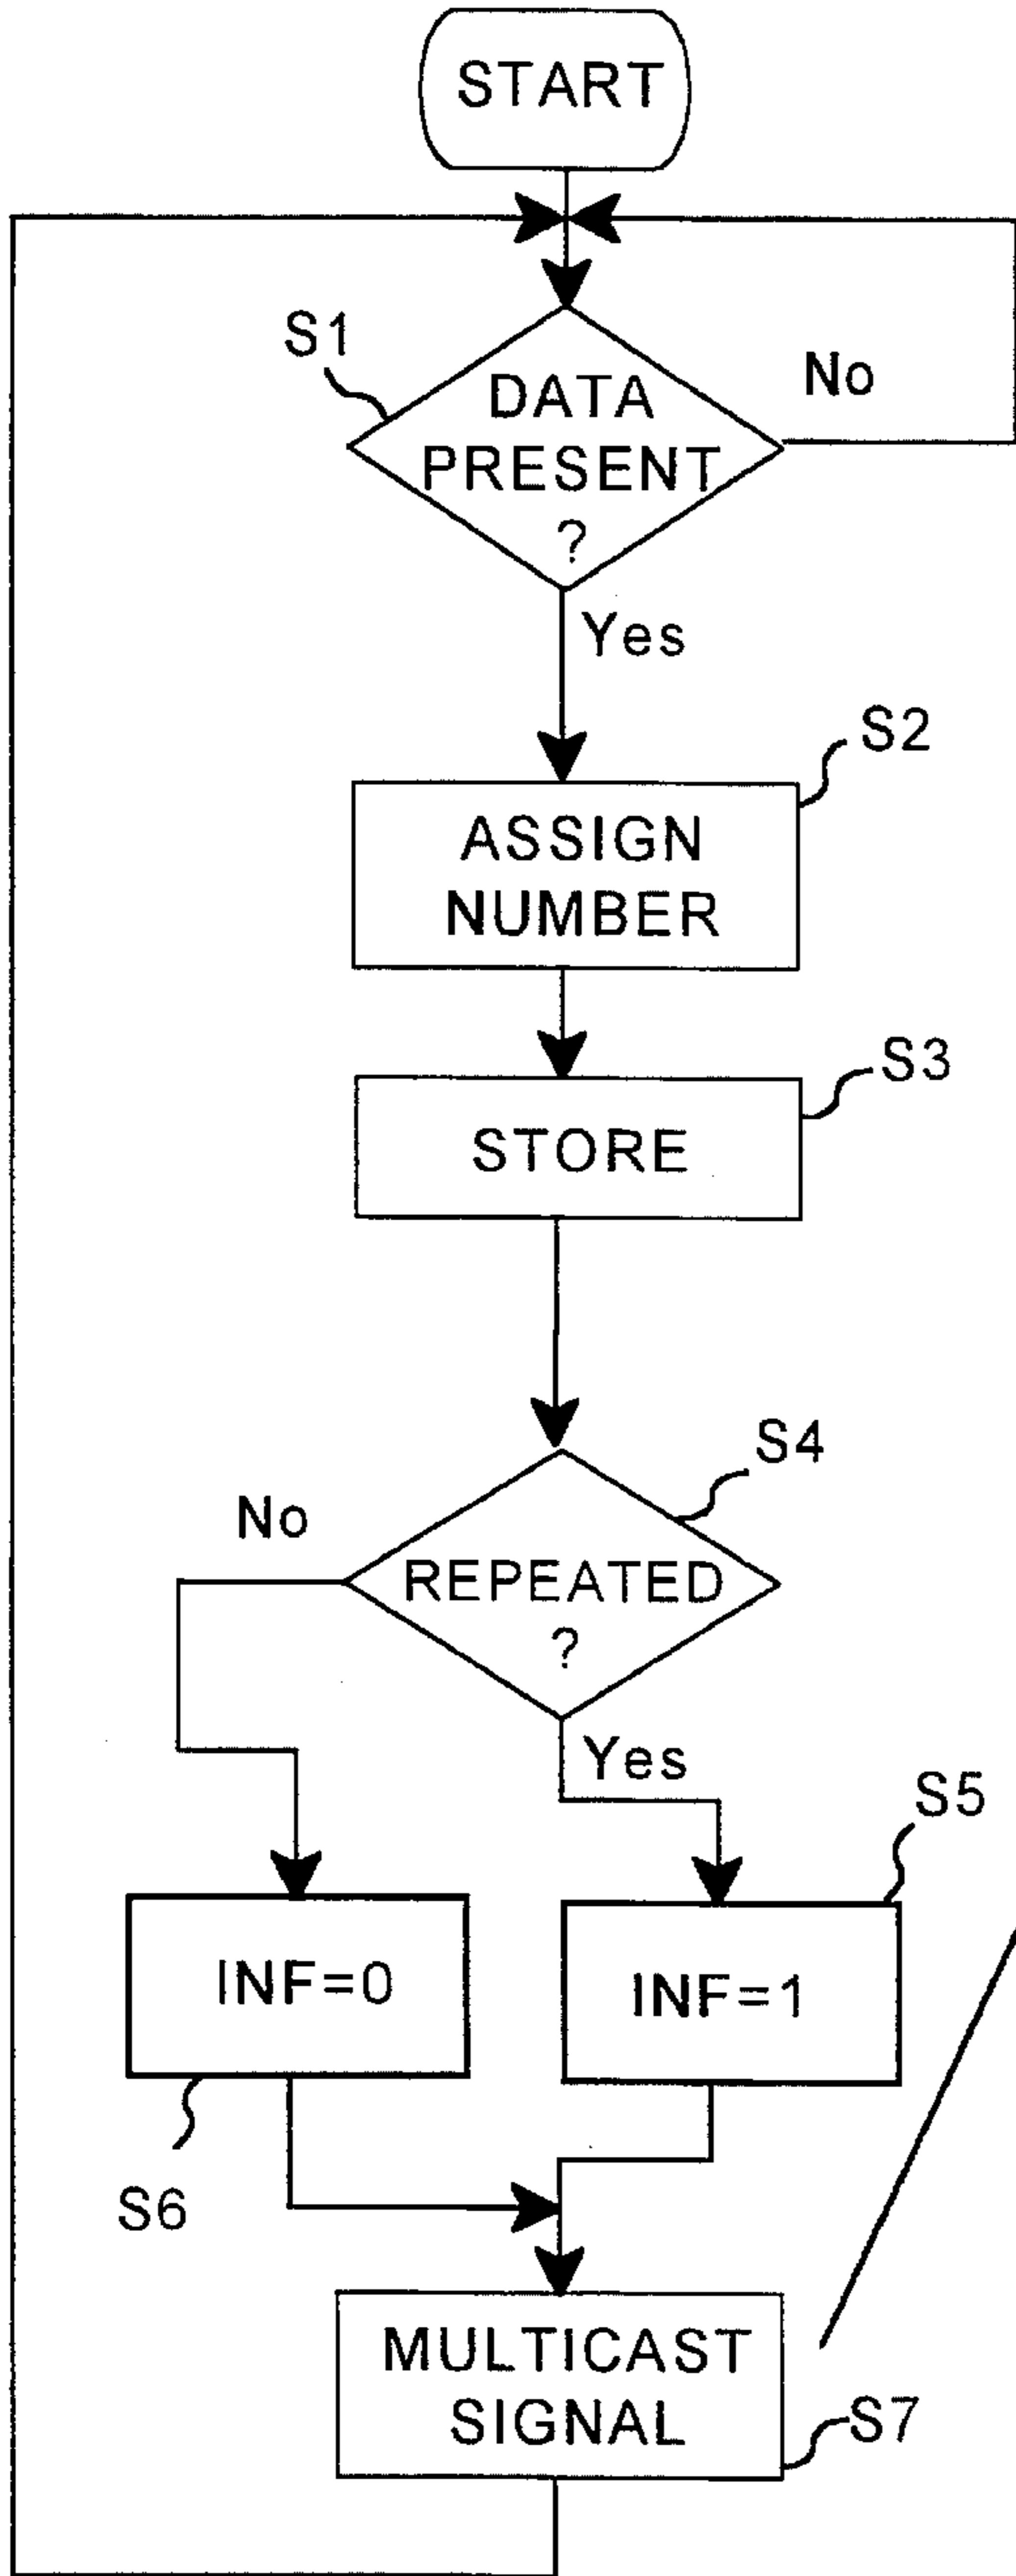 START
S1
DATA
PRESENT
?
No
Yes
S2
ASSIGN
NUMBER
S3
STORE
S4
No
REPEATED
?
Yes
S5
INF=0
INF=1
S6
MULTICAST
SIGNAL
S7